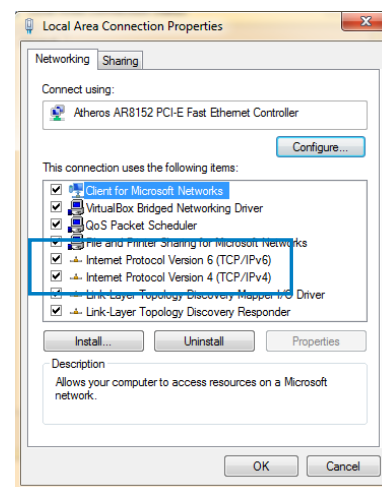 Local Area Connection Properties
Networking Sharing
Connect using:
Atheros AR8152 PCI-E Fast Ethernet Controller
Configure...
This connection uses the following items:
Client for Microsoft Networks
VirtualBox Bridged Networking Driver
QoS Packet Scheduler
File and Printer Sharing for Microsoft Networks
Internet Protocol Version 6 (TCP/IPv6)
Internet Protocol Version 4 (TCP/IPv4)
Link-Layer Topology Discovery Mapper I/O Driver
Link-Layer Topology Discovery Responder
Install... Uninstall Properties
Description
Allows your computer to access resources on a Microsoft
network.
OK Cancel